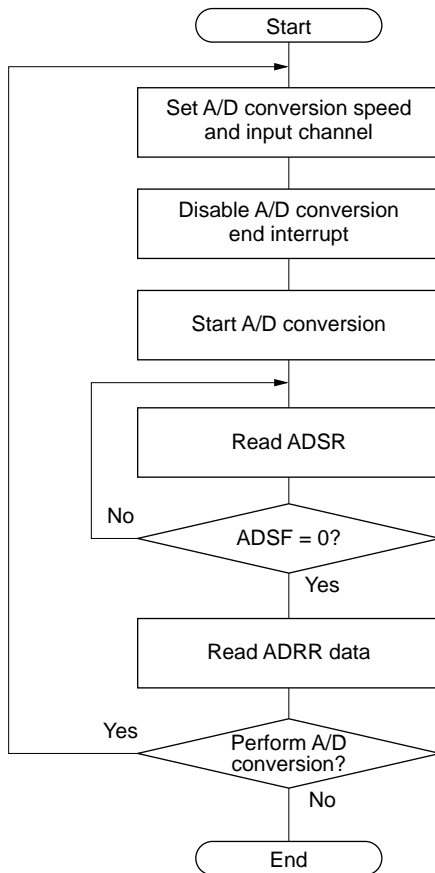 Start
Set A/D conversion speed
and input channel
Disable A/D conversion
end interrupt
Start A/D conversion
Read ADSR
No
ADSF = 0?
Yes
Read ADRR data
Yes
Perform A/D
conversion?
No
End